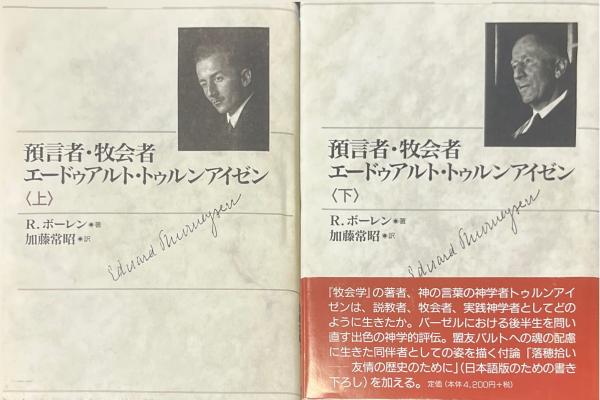 預言者・牧会者
エードゥアルト・トゥルンアイゼン
〈上〉
R. ボーレン◉著
加藤常昭◉訳
Eduard Thurneysen
預言者・牧会者
エードゥアルト・トゥルンアイゼン
〈下〉
R. ボーレン◉著
加藤常昭◉訳
Eduard Thurneysen
『牧会学』の著者、神の言葉の神学者トゥルンアイ
ゼンは、説教者、牧会者、実践神学者としてどの
ように生きたか。バーゼルにおける後半生を問い
直す出色の神学的評伝。盟友バルトへの魂の配慮
に生きた同伴者としての姿を描く付論「落穂拾い
──友情の歴史のために」(日本語版のための書き
下ろし)を加える。定価(本体4,200円+税)